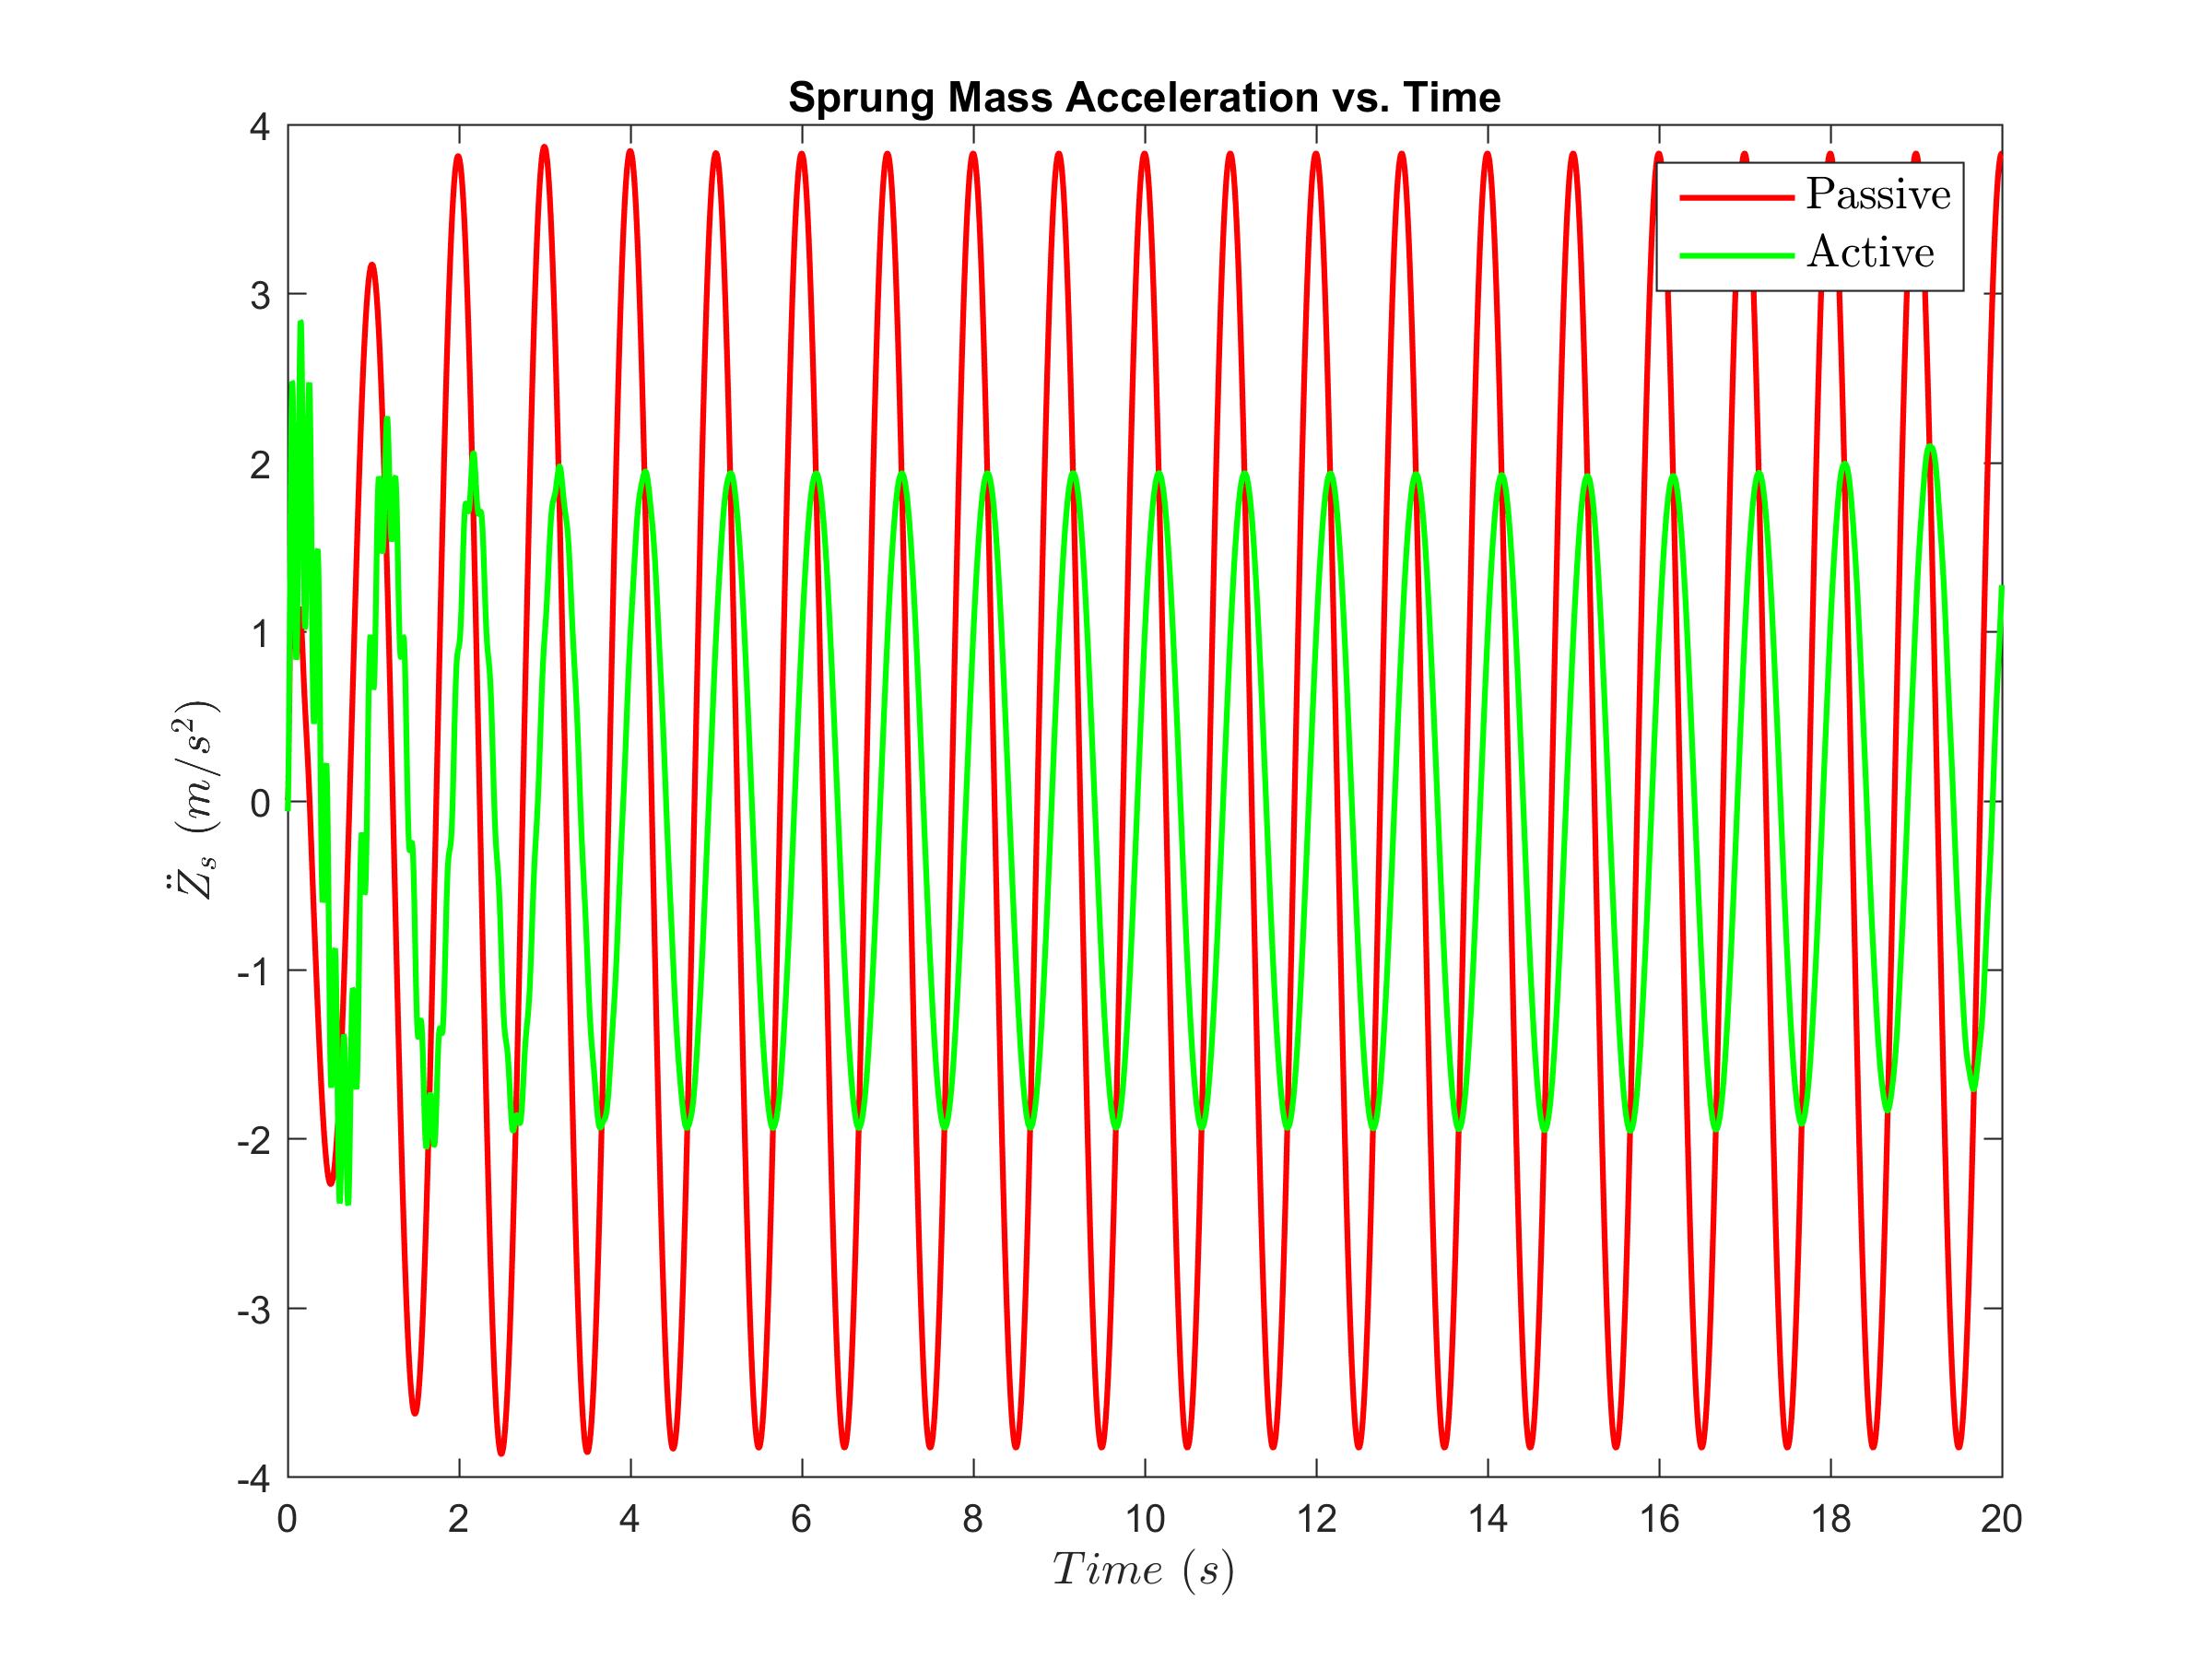 Sprung Mass Acceleration vs. Time
4
3
2
1
0
-1
-2
-3
-4
Z̈ₛ (m/s²)
Passive
Active
0 2 4 6 8 10 12 14 16 18 20
Time (s)